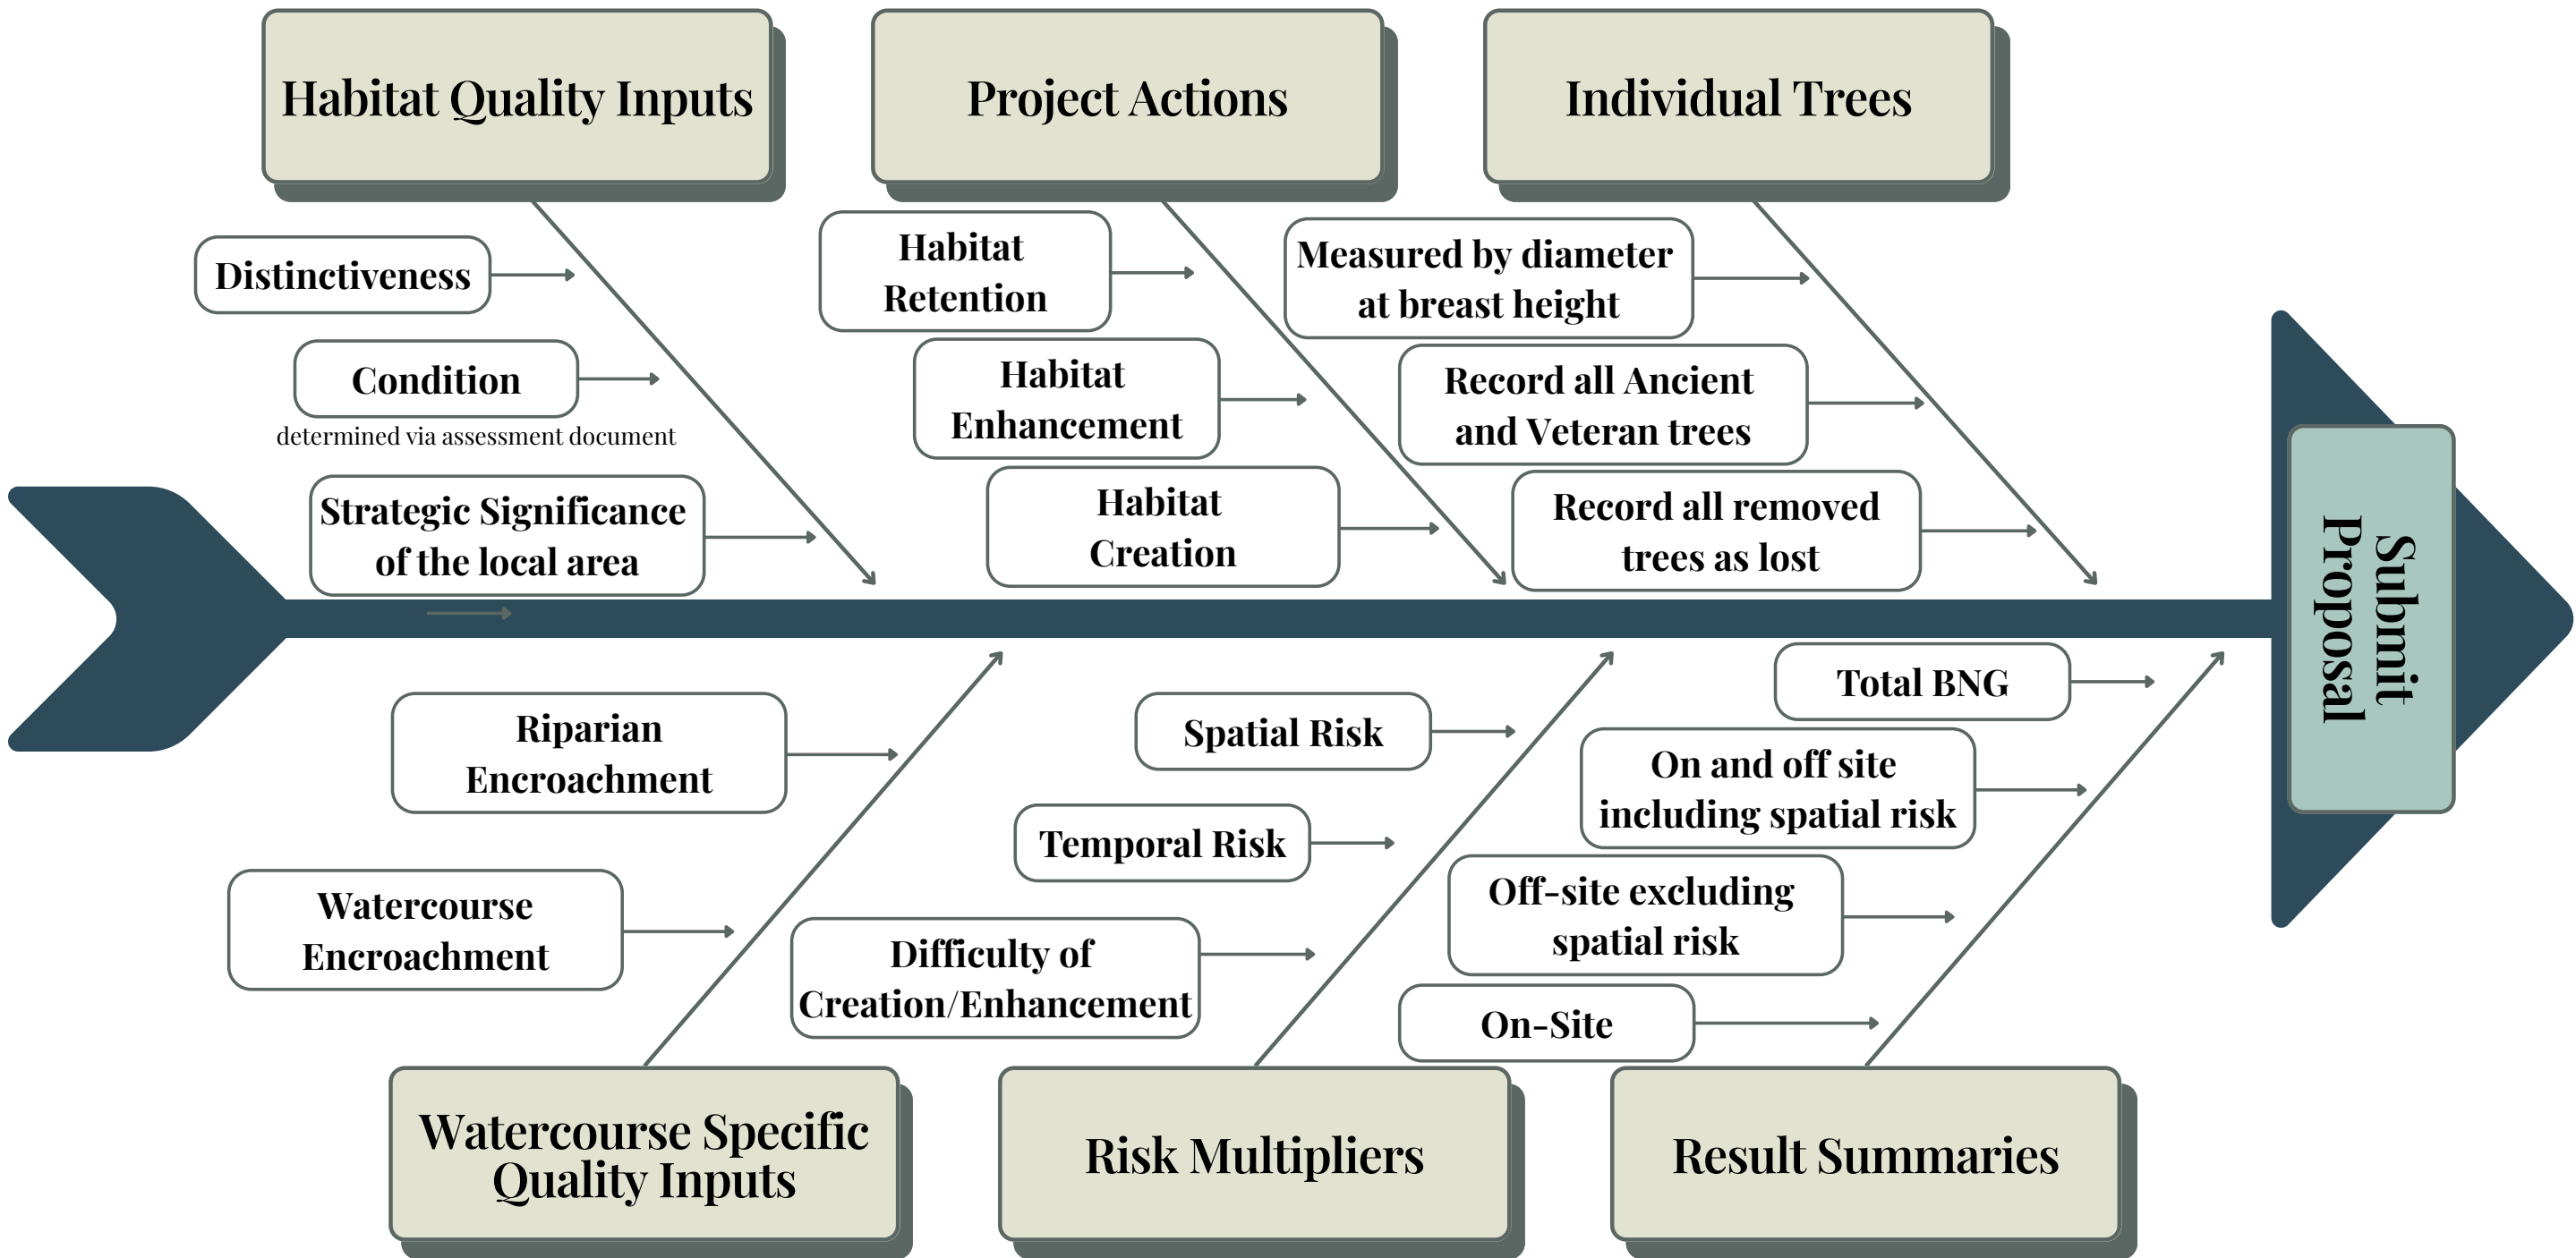 Habitat Quality Inputs
Project Actions
Individual Trees
Distinctiveness
Condition
determined via assessment document
Strategic Significance
of the local area
Habitat
Retention
Habitat
Enhancement
Habitat
Creation
Measured by diameter
at breast height
Record all Ancient
and Veteran trees
Record all removed
trees as lost
Submit
Proposal
Riparian
Encroachment
Watercourse
Encroachment
Spatial Risk
Temporal Risk
Difficulty of
Creation/Enhancement
Total BNG
On and off site
including spatial risk
Off-site excluding
spatial risk
On-Site
Watercourse Specific
Quality Inputs
Risk Multipliers
Result Summaries